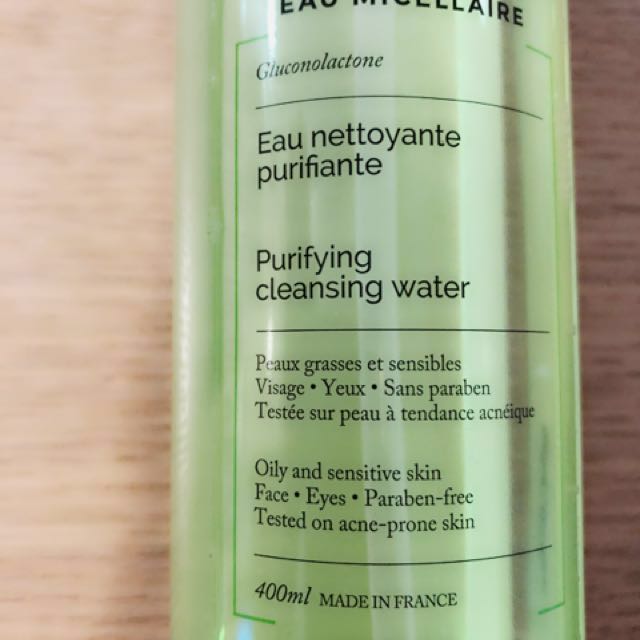 EAU MICELLAIRE
Gluconolactone
Eau nettoyante
purifiante
Purifying
cleansing water
Peaux grasses et sensibles
Visage • Yeux • Sans paraben
Testée sur peau à tendance acnéique
Oily and sensitive skin
Face • Eyes • Paraben-free
Tested on acne-prone skin
400ml MADE IN FRANCE